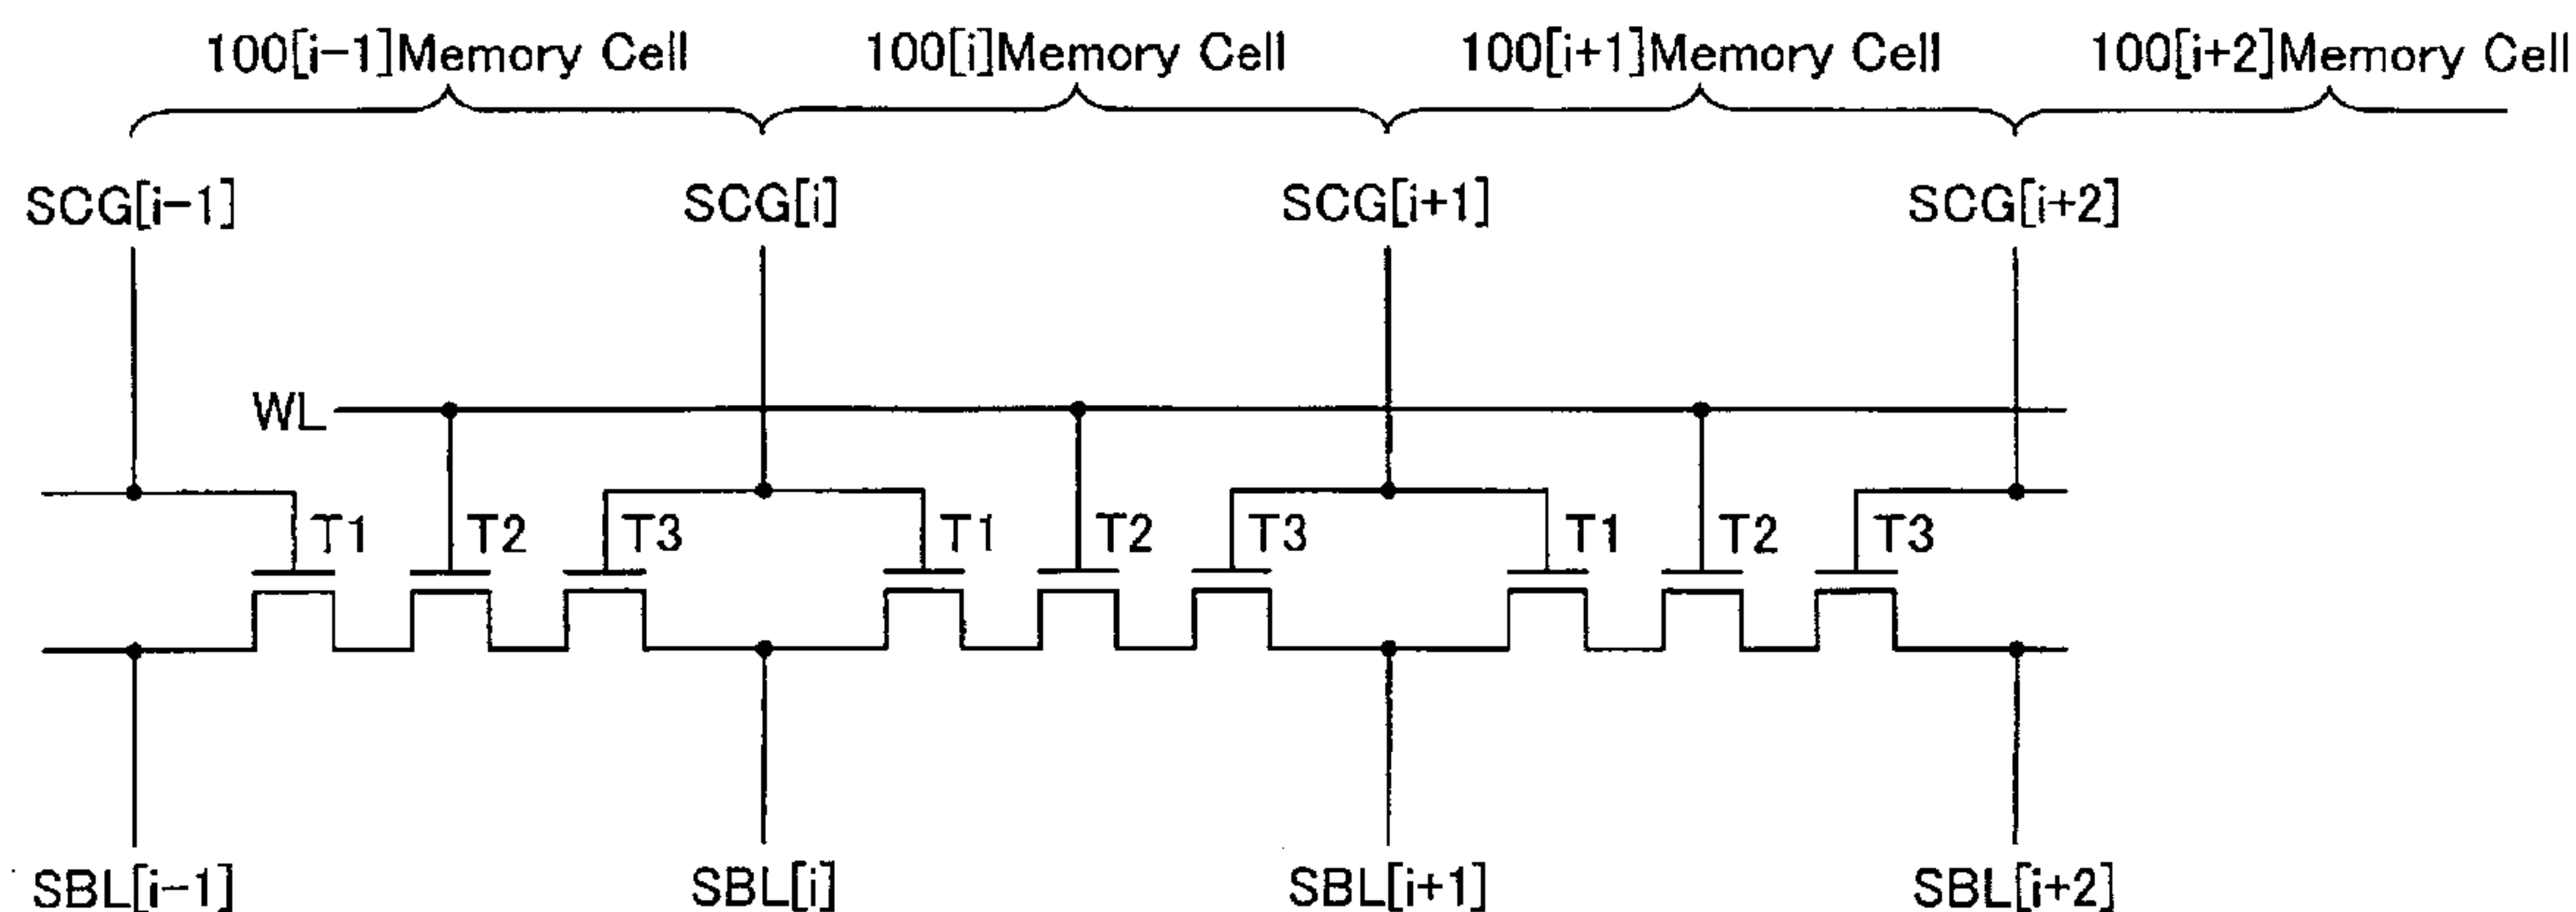 100[i-1]Memory Cell 100[i]Memory Cell 100[i+1]Memory Cell 100[i+2]Memory Cell
SCG[i-1] SCG[i] SCG[i+1] SCG[i+2]
WL
T1 T2 T3 T1 T2 T3 T1 T2 T3
SBL[i-1] SBL[i] SBL[i+1] SBL[i+2]